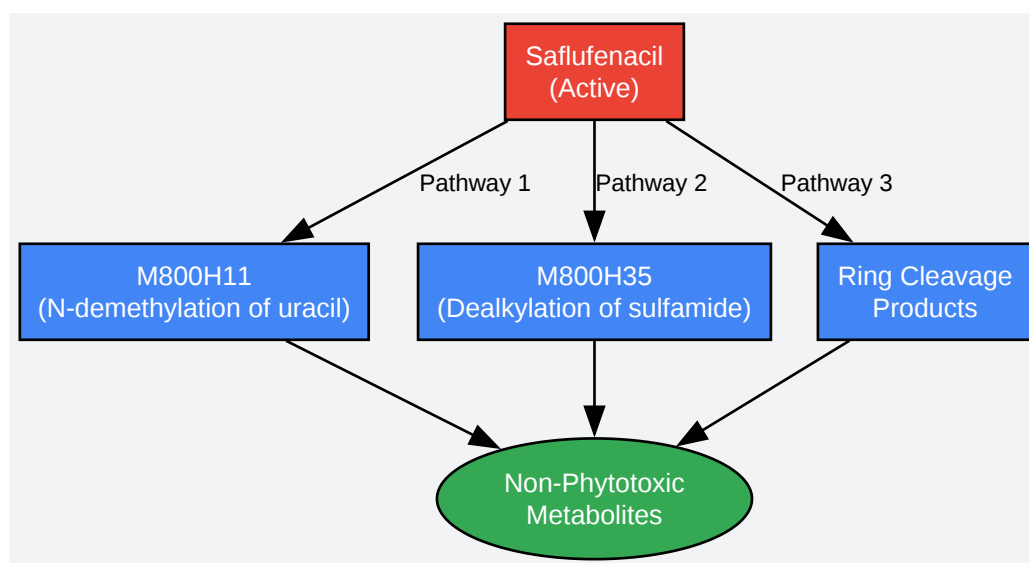 Saflufenacil
(Active)
Pathway 1
Pathway 2
Pathway 3
M800H11
(N-demethylation of uracil)
M800H35
(Dealkylation of sulfamide)
Ring Cleavage
Products
Non-Phytotoxic
Metabolites